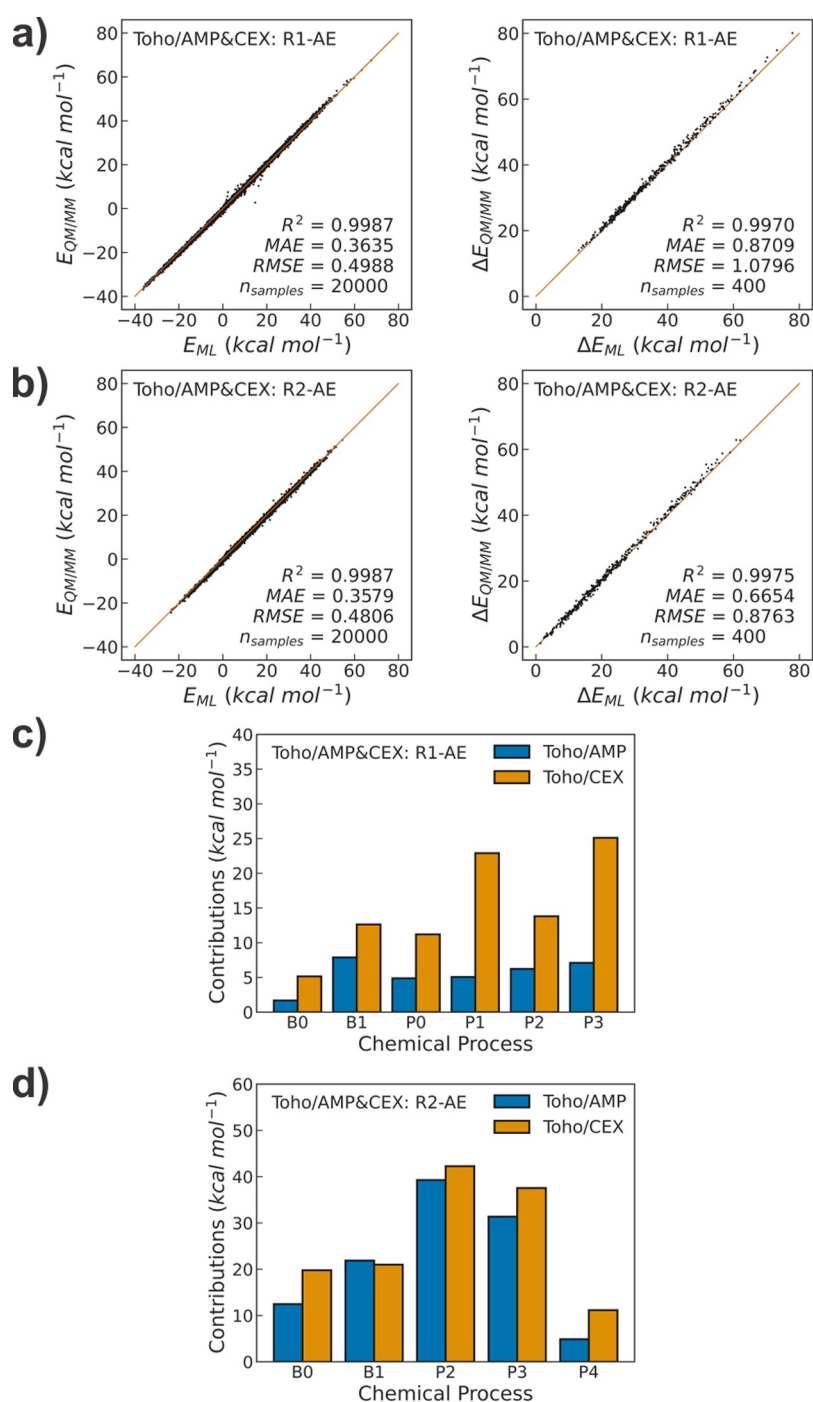 a)
Toho/AMP&CEX: R1-AE
80
60
40
20
0
−20
−40
E_QM/MM (kcal mol⁻¹)
R² = 0.9987
MAE = 0.3635
RMSE = 0.4988
n_samples = 20000
−40 −20 0 20 40 60 80
E_ML (kcal mol⁻¹)
Toho/AMP&CEX: R1-AE
80
60
40
20
0
ΔE_QM/MM (kcal mol⁻¹)
R² = 0.9970
MAE = 0.8709
RMSE = 1.0796
n_samples = 400
0 20 40 60 80
ΔE_ML (kcal mol⁻¹)
b)
Toho/AMP&CEX: R2-AE
80
60
40
20
0
−20
−40
E_QM/MM (kcal mol⁻¹)
R² = 0.9987
MAE = 0.3579
RMSE = 0.4806
n_samples = 20000
−40 −20 0 20 40 60 80
E_ML (kcal mol⁻¹)
Toho/AMP&CEX: R2-AE
80
60
40
20
0
ΔE_QM/MM (kcal mol⁻¹)
R² = 0.9975
MAE = 0.6654
RMSE = 0.8763
n_samples = 400
0 20 40 60 80
ΔE_ML (kcal mol⁻¹)
c)
Toho/AMP&CEX: R1-AE
Toho/AMP
Toho/CEX
40
35
30
25
20
15
10
5
0
Contributions (kcal mol⁻¹)
B0 B1 P0 P1 P2 P3
Chemical Process
d)
Toho/AMP&CEX: R2-AE
Toho/AMP
Toho/CEX
60
50
40
30
20
10
0
Contributions (kcal mol⁻¹)
B0 B1 P2 P3 P4
Chemical Process